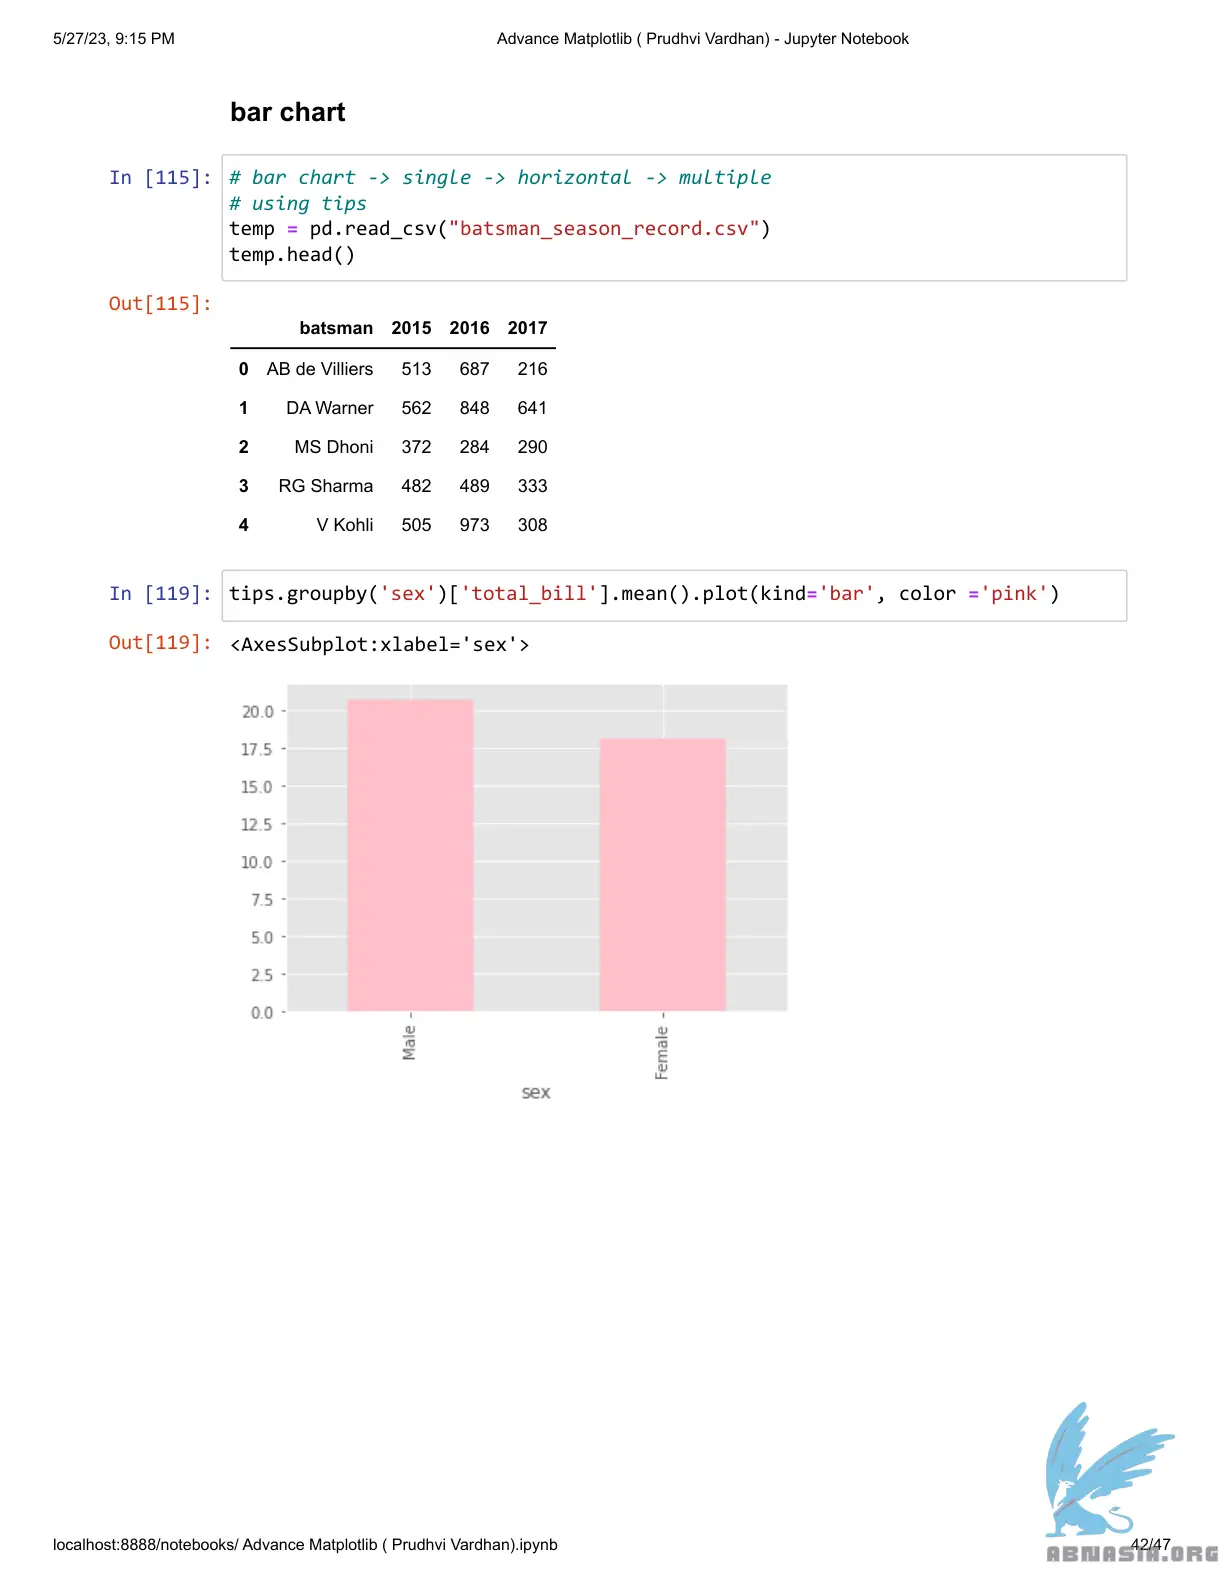 5/27/23, 9:15 PM Advance Matplotlib ( Prudhvi Vardhan) - Jupyter Notebook
bar chart
In [115]: # bar chart -> single -> horizontal -> multiple
# using tips
temp = pd.read_csv("batsman_season_record.csv")
temp.head()
Out[115]:
batsman 2015 2016 2017
0 AB de Villiers 513 687 216
1 DA Warner 562 848 641
2 MS Dhoni 372 284 290
3 RG Sharma 482 489 333
4 V Kohli 505 973 308
In [119]: tips.groupby('sex')['total_bill'].mean().plot(kind='bar', color ='pink')
Out[119]: <AxesSubplot:xlabel='sex'>
20.0
17.5
15.0
12.5
10.0
7.5
5.0
2.5
0.0
Male Female
sex
localhost:8888/notebooks/ Advance Matplotlib ( Prudhvi Vardhan).ipynb 42/47
ABNASIA.ORG